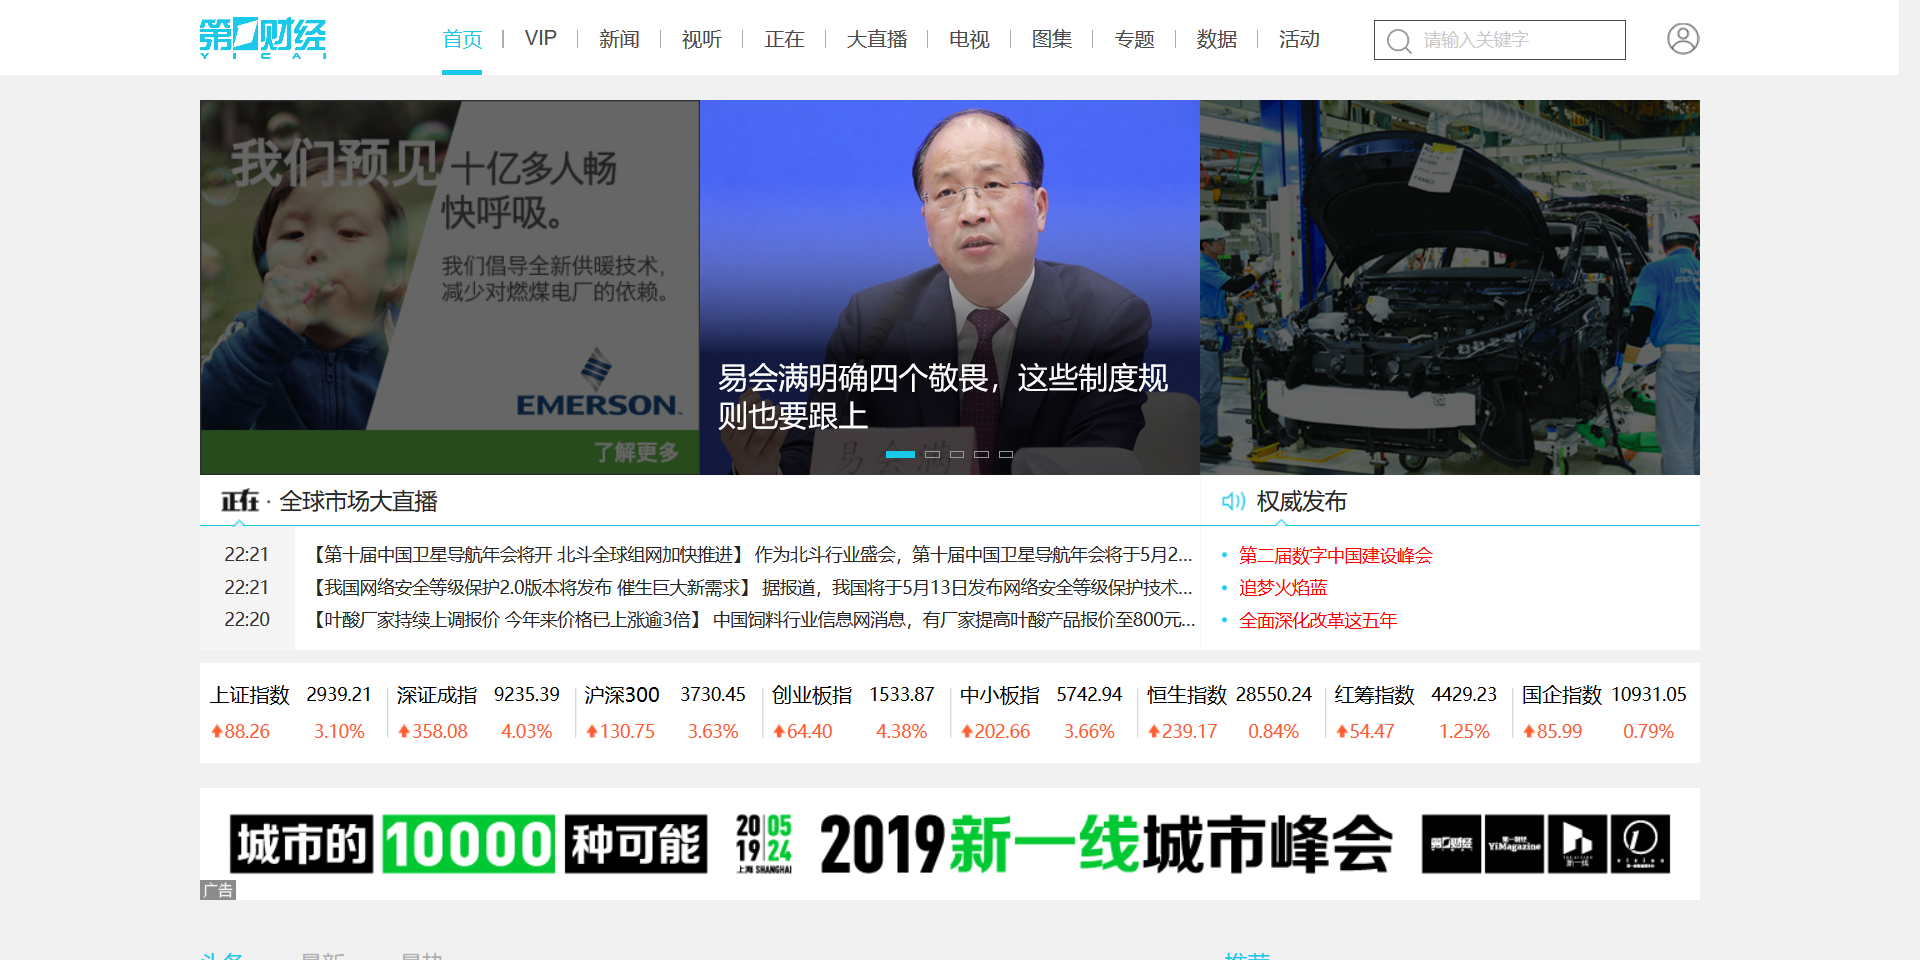 第一财经
YICAI
首页 | VIP | 新闻 | 视听 | 正在 | 大直播 | 电视 | 图集 | 专题 | 数据 | 活动
请输入关键字
我们预见十亿多人畅
快呼吸。
我们倡导全新供暖技术,
减少对燃煤电厂的依赖。
EMERSON
了解更多
易会满明确四个敬畏，这些制度规
则也要跟上
易会满
正在 · 全球市场大直播
22:21 【第十届中国卫星导航年会将开 北斗全球组网加快推进】 作为北斗行业盛会，第十届中国卫星导航年会将于5月2...
22:21 【我国网络安全等级保护2.0版本将发布 催生巨大新需求】 据报道，我国将于5月13日发布网络安全等级保护技术...
22:20 【叶酸厂家持续上调报价 今年来价格已上涨逾3倍】 中国饲料行业信息网消息，有厂家提高叶酸产品报价至800元...
权威发布
第二届数字中国建设峰会
追梦火焰蓝
全面深化改革这五年
上证指数 2939.21
88.26 3.10%
深证成指 9235.39
358.08 4.03%
沪深300 3730.45
130.75 3.63%
创业板指 1533.87
64.40 4.38%
中小板指 5742.94
202.66 3.66%
恒生指数 28550.24
239.17 0.84%
红筹指数 4429.23
54.47 1.25%
国企指数 10931.05
85.99 0.79%
城市的 10000 种可能
20 05
19 24
上海 SHANGHAI
2019新一线城市峰会
第一财经
YiMagazine
新一线
vision
广告
头条 最新 最热
推荐